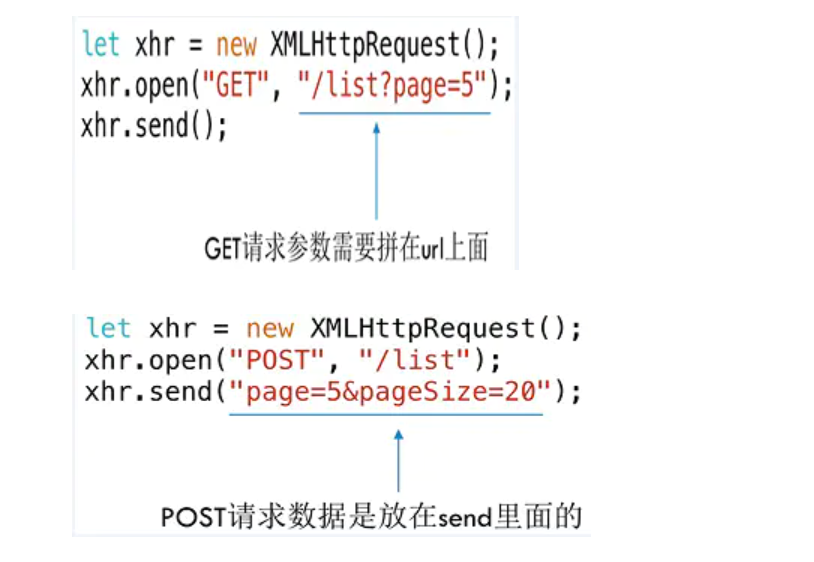 let xhr = new XMLHttpRequest();
xhr.open("GET", "/list?page=5");
xhr.send();
GET请求参数需要拼在url上面
let xhr = new XMLHttpRequest();
xhr.open("POST", "/list");
xhr.send("page=5&pageSize=20");
POST请求数据是放在send里面的